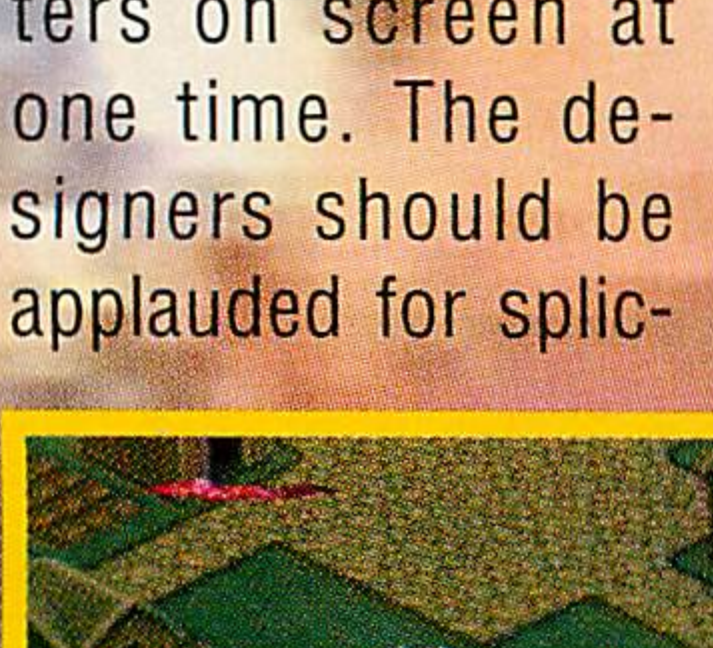 ters on screen at
one time. The de-
signers should be
applauded for splic-